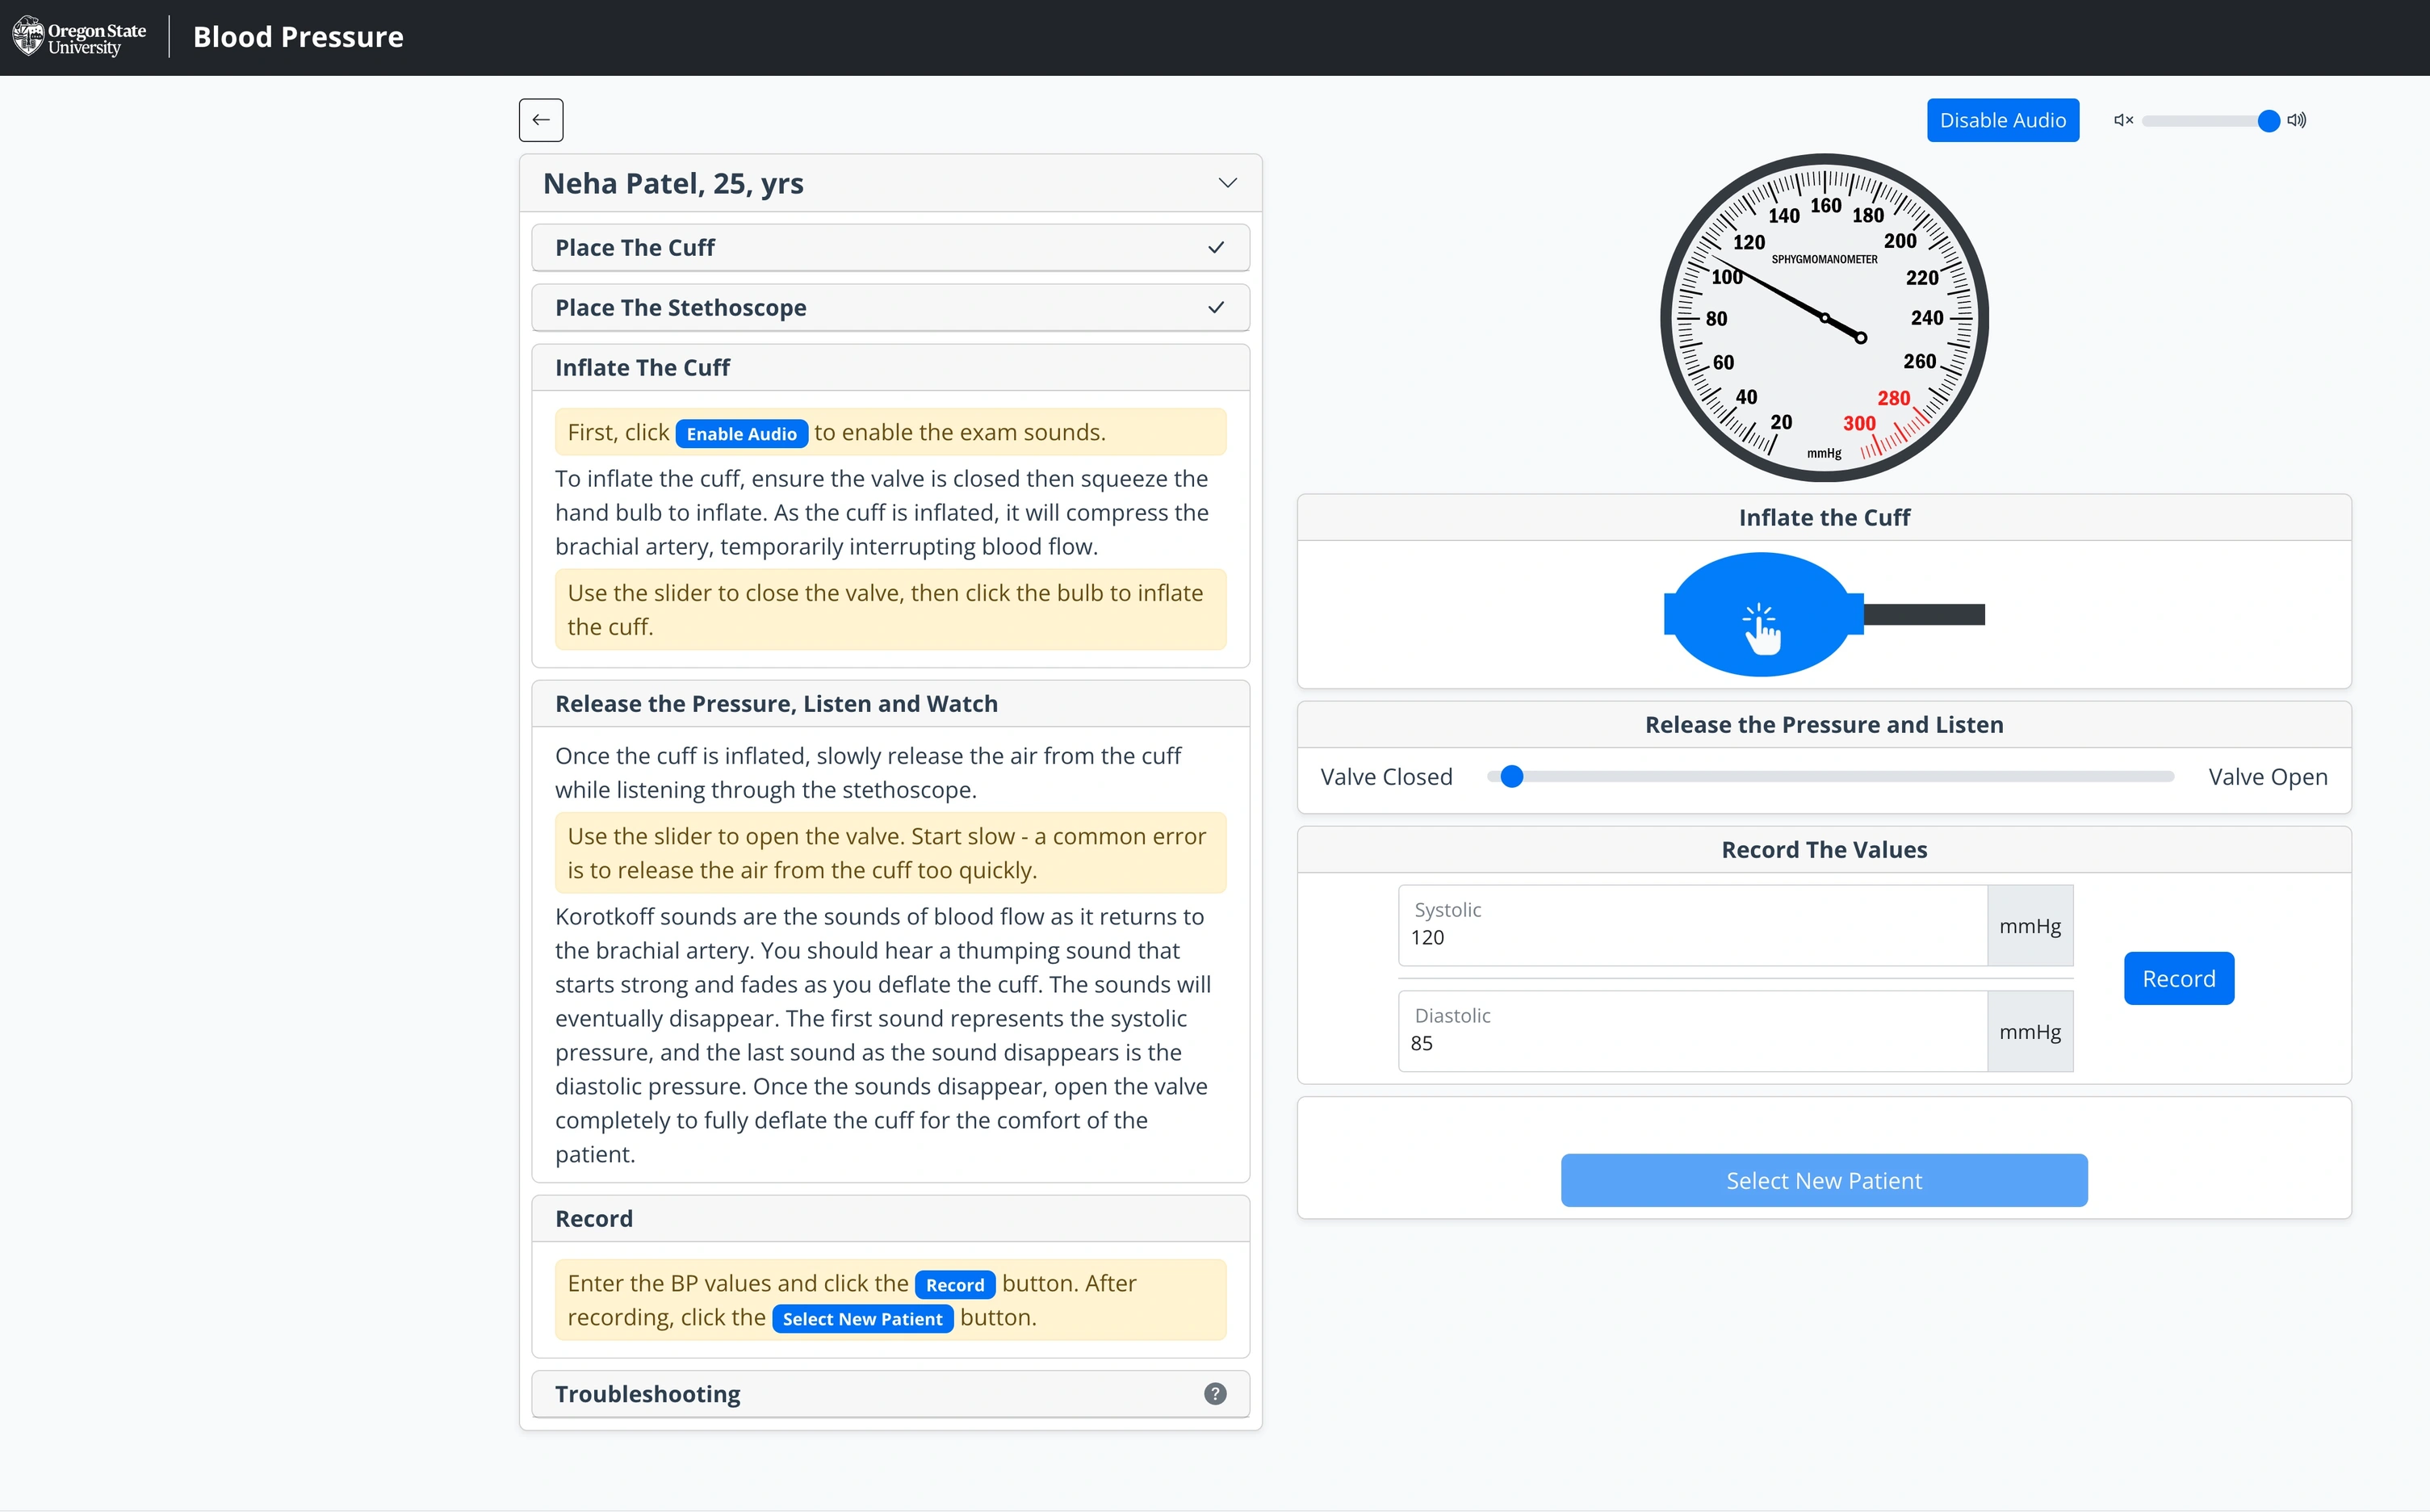 Oregon State
University
Blood Pressure
Disable Audio
Neha Patel, 25, yrs
Place The Cuff
Place The Stethoscope
Inflate The Cuff
First, click Enable Audio to enable the exam sounds.
To inflate the cuff, ensure the valve is closed then squeeze the
hand bulb to inflate. As the cuff is inflated, it will compress the
brachial artery, temporarily interrupting blood flow.
Use the slider to close the valve, then click the bulb to inflate
the cuff.
Release the Pressure, Listen and Watch
Once the cuff is inflated, slowly release the air from the cuff
while listening through the stethoscope.
Use the slider to open the valve. Start slow - a common error
is to release the air from the cuff too quickly.
Korotkoff sounds are the sounds of blood flow as it returns to
the brachial artery. You should hear a thumping sound that
starts strong and fades as you deflate the cuff. The sounds will
eventually disappear. The first sound represents the systolic
pressure, and the last sound as the sound disappears is the
diastolic pressure. Once the sounds disappear, open the valve
completely to fully deflate the cuff for the comfort of the
patient.
Record
Enter the BP values and click the Record button. After
recording, click the Select New Patient button.
Troubleshooting
?
20
40
60
80
100
120
140
160
180
200
220
240
260
280
300
SPHYGMOMANOMETER
mmHg
Inflate the Cuff
Release the Pressure and Listen
Valve Closed
Valve Open
Record The Values
Systolic
120
mmHg
Diastolic
85
mmHg
Record
Select New Patient